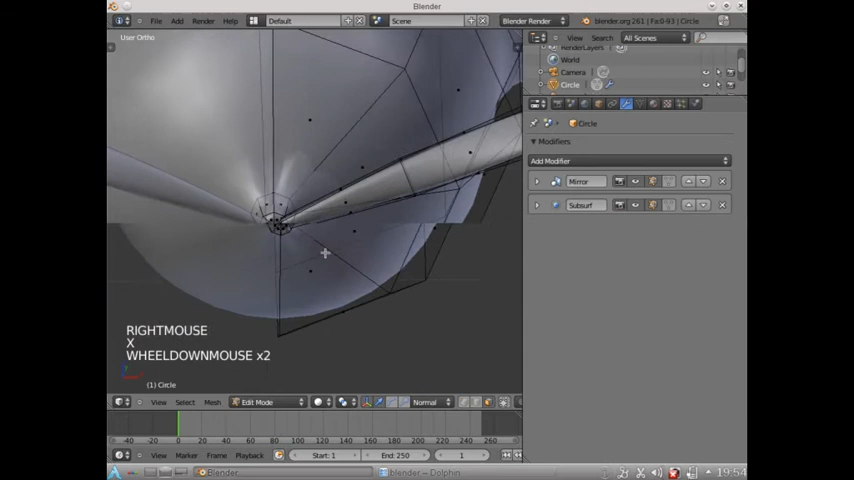 Blender
File Add Render Help Default Scene Blender Render blender.org 261 | Fa:0-93 | Circle
User Ortho
View Search All Scenes
RenderLayers
World
Camera
Circle
Circle
Modifiers
Add Modifier
Mirror
Subsurf
RIGHTMOUSE
X
WHEELDOWNMOUSE x2
(1) Circle
View Select Mesh Edit Mode Normal
-40 -20 0 20 40 60 80 100 120 140 160 180 200 220 240 260
View Marker Frame Playback Start: 1 End: 250 1
Blender blender – Dolphin 19:54